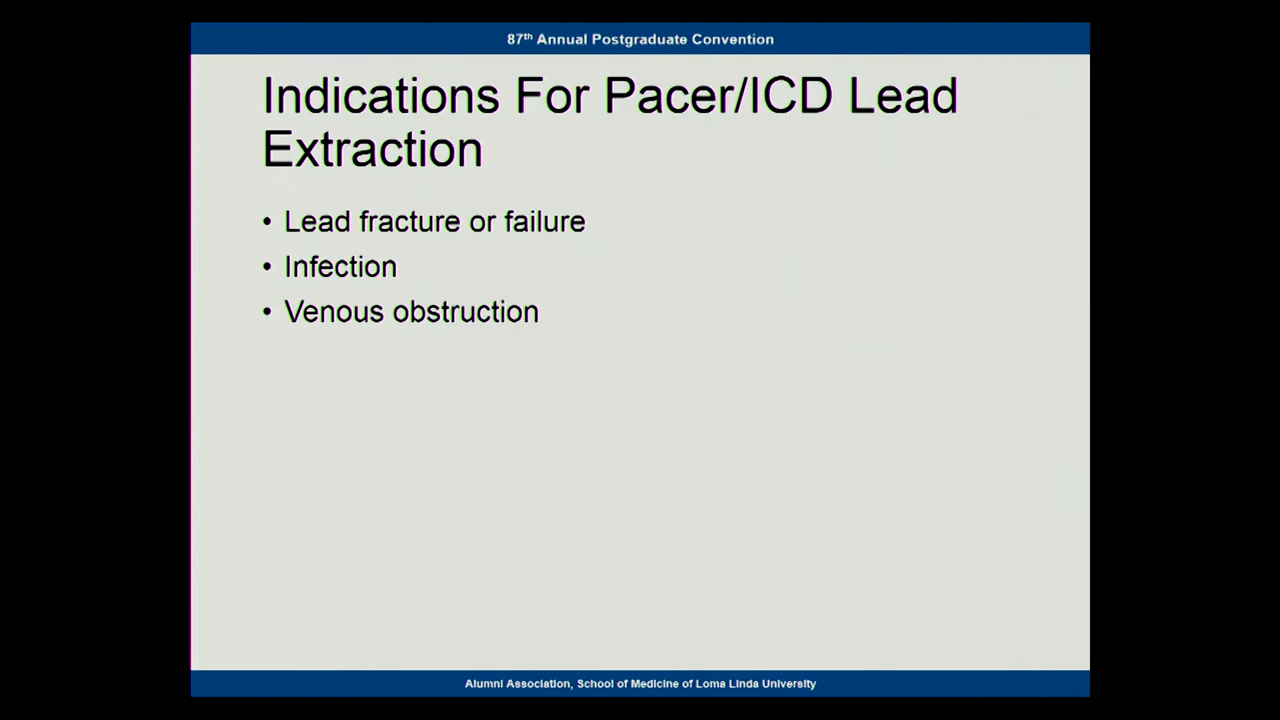 87th Annual Postgraduate Convention
Indications For Pacer/ICD Lead
Extraction
• Lead fracture or failure
• Infection
• Venous obstruction
Alumni Association, School of Medicine of Loma Linda University